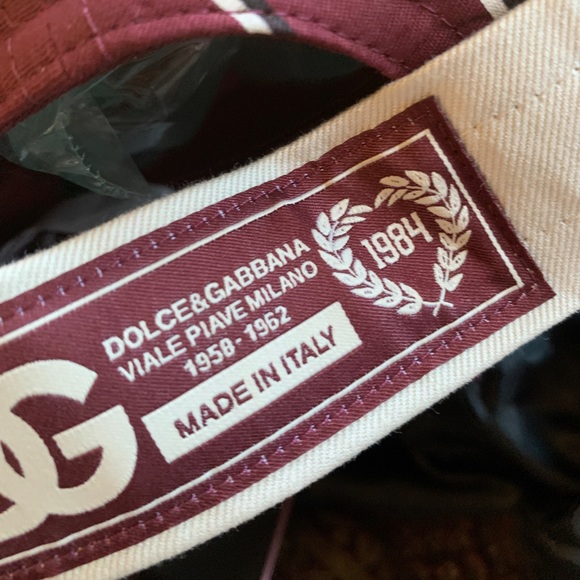 DG
DOLCE&GABBANA
VIALE PIAVE MILANO
1958-1962
MADE IN ITALY
1984